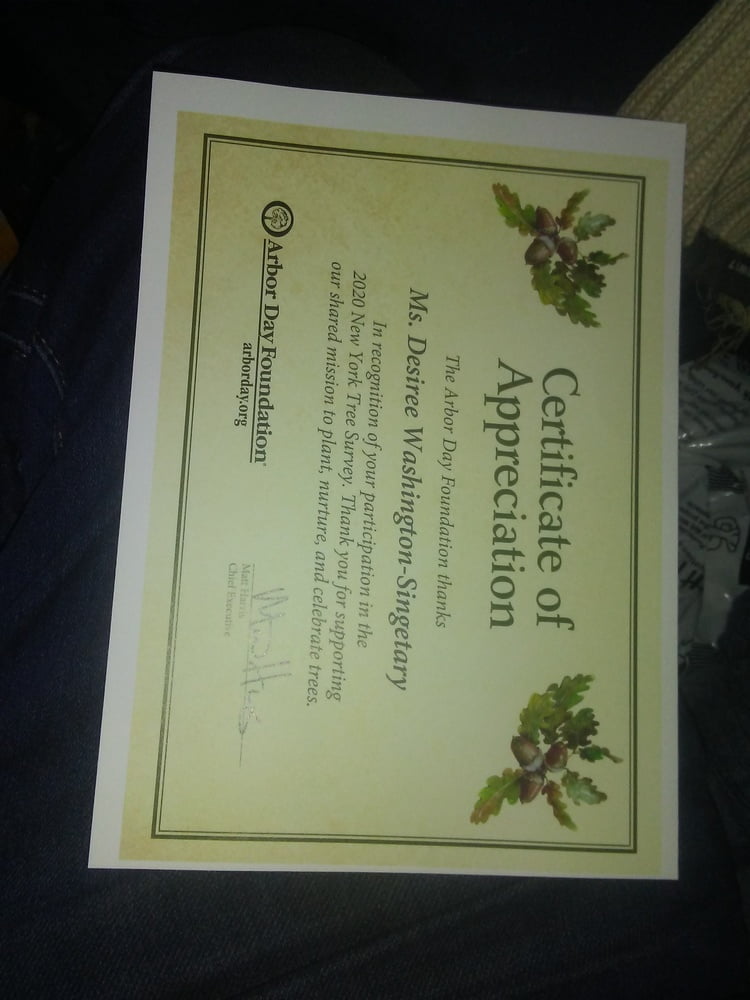 Certificate of
Appreciation
The Arbor Day Foundation thanks
Ms. Desiree Washington-Singetary
In recognition of your participation in the
2020 New York Tree Survey. Thank you for supporting
our shared mission to plant, nurture, and celebrate trees.
Arbor Day Foundation®
arborday.org
Matt Harris
Chief Executive